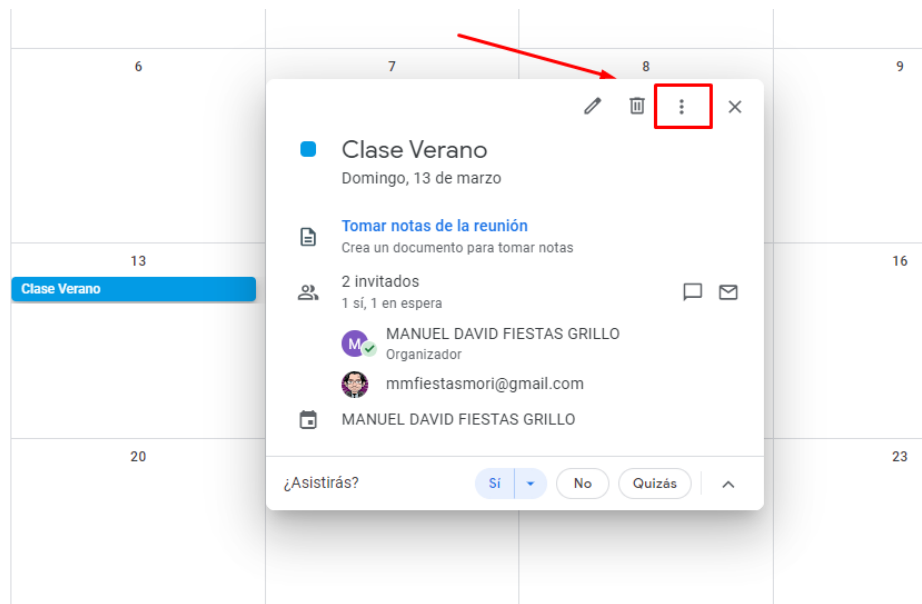 6
7
8
9
Clase Verano
Domingo, 13 de marzo
Tomar notas de la reunión
Crea un documento para tomar notas
13
16
Clase Verano
2 invitados
1 sí, 1 en espera
M
MANUEL DAVID FIESTAS GRILLO
Organizador
mmfiestasmori@gmail.com
MANUEL DAVID FIESTAS GRILLO
20
23
¿Asistirás?
Sí
No
Quizás